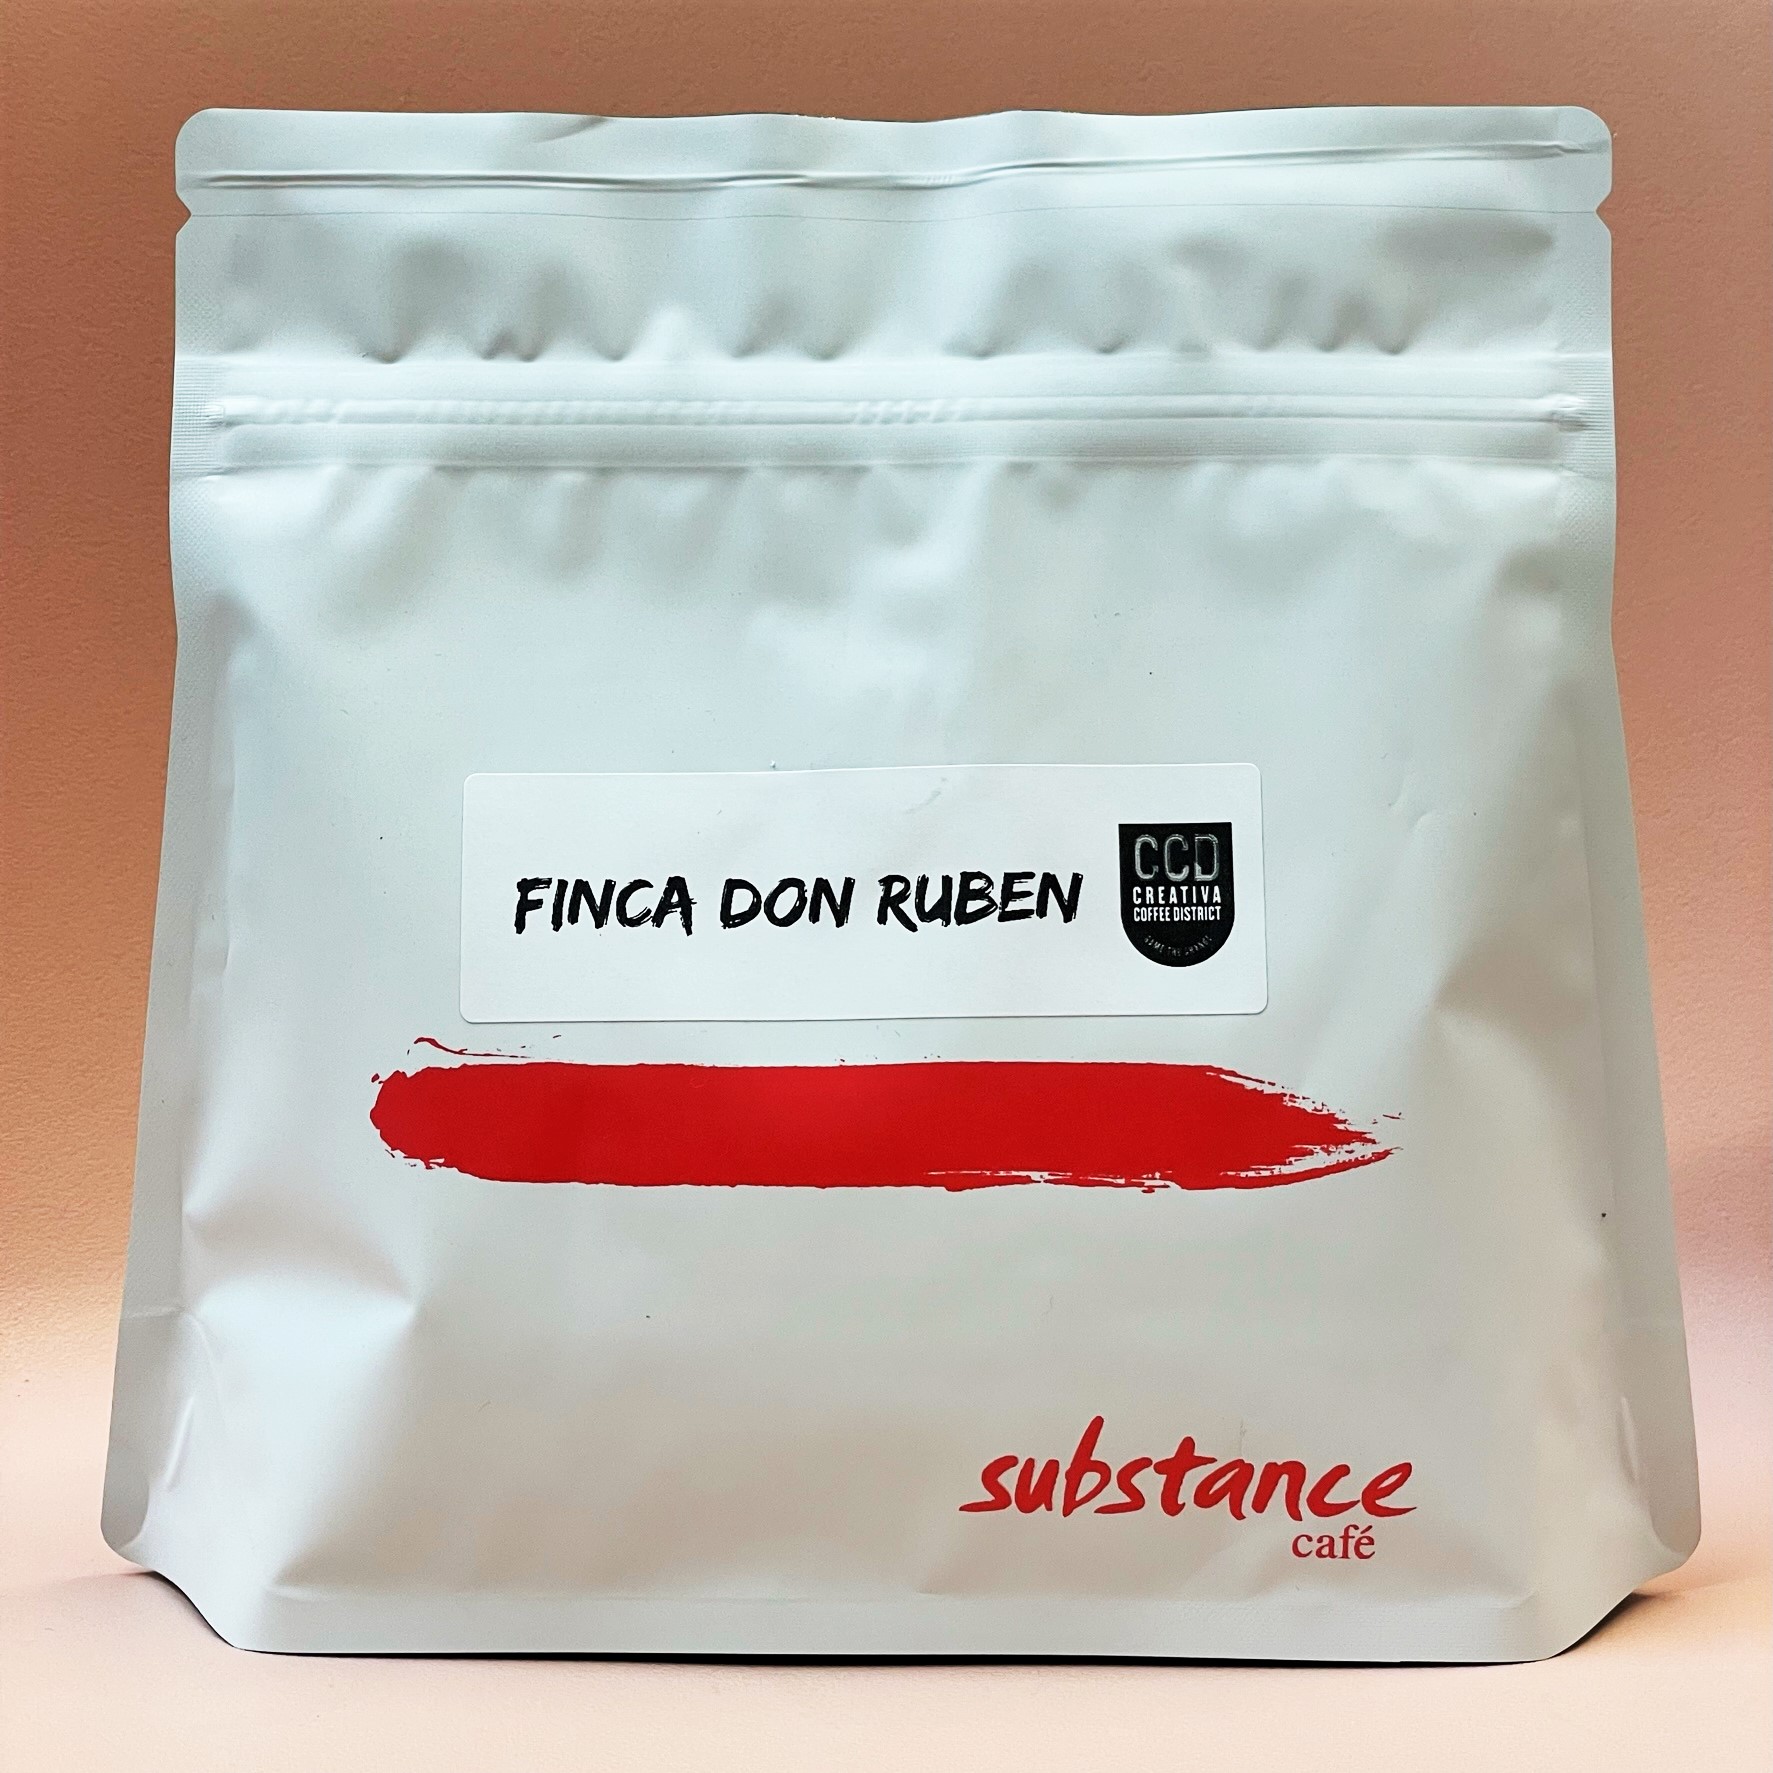 FINCA DON RUBEN
CCD
CREATIVA
COFFEE DISTRICT
substance
café